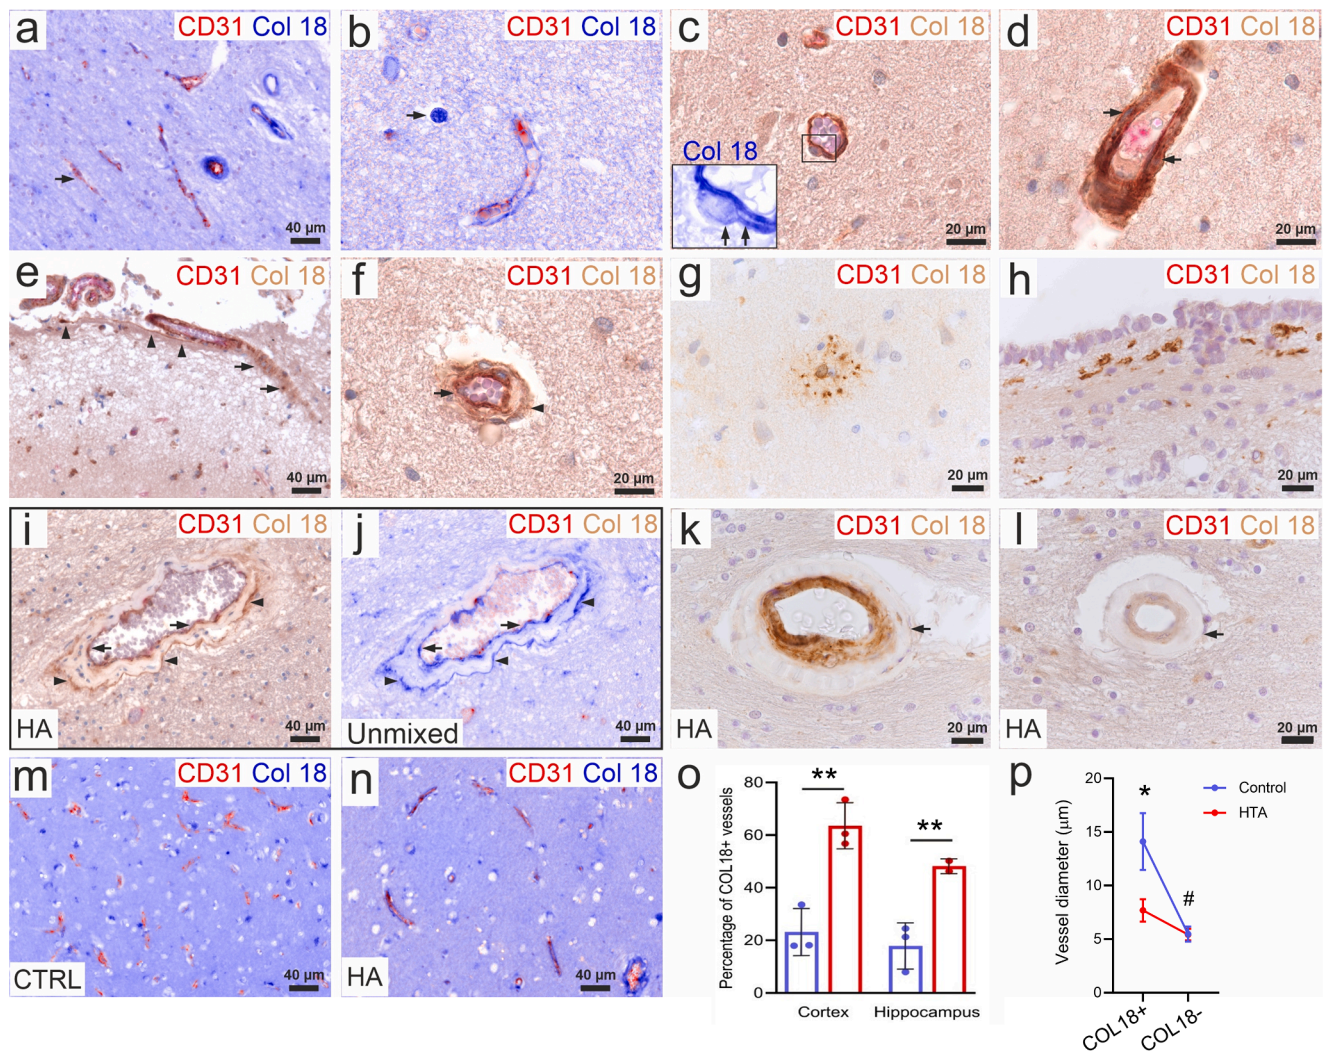 a CD31 Col 18
40 µm
b CD31 Col 18
20 µm
c CD31 Col 18
Col 18
20 µm
d CD31 Col 18
20 µm
e CD31 Col 18
40 µm
f CD31 Col 18
20 µm
g CD31 Col 18
20 µm
h CD31 Col 18
20 µm
i CD31 Col 18
HA
40 µm
j CD31 Col 18
Unmixed
40 µm
k CD31 Col 18
HA
20 µm
l CD31 Col 18
HA
20 µm
m CD31 Col 18
CTRL
40 µm
n CD31 Col 18
HA
40 µm
o
Percentage of COL18+ vessels
80
60
40
20
0
**
**
Cortex
Hippocampus
p
Vessel diameter (µm)
20
15
10
5
0
*
#
Control
HTA
COL18+
COL18-